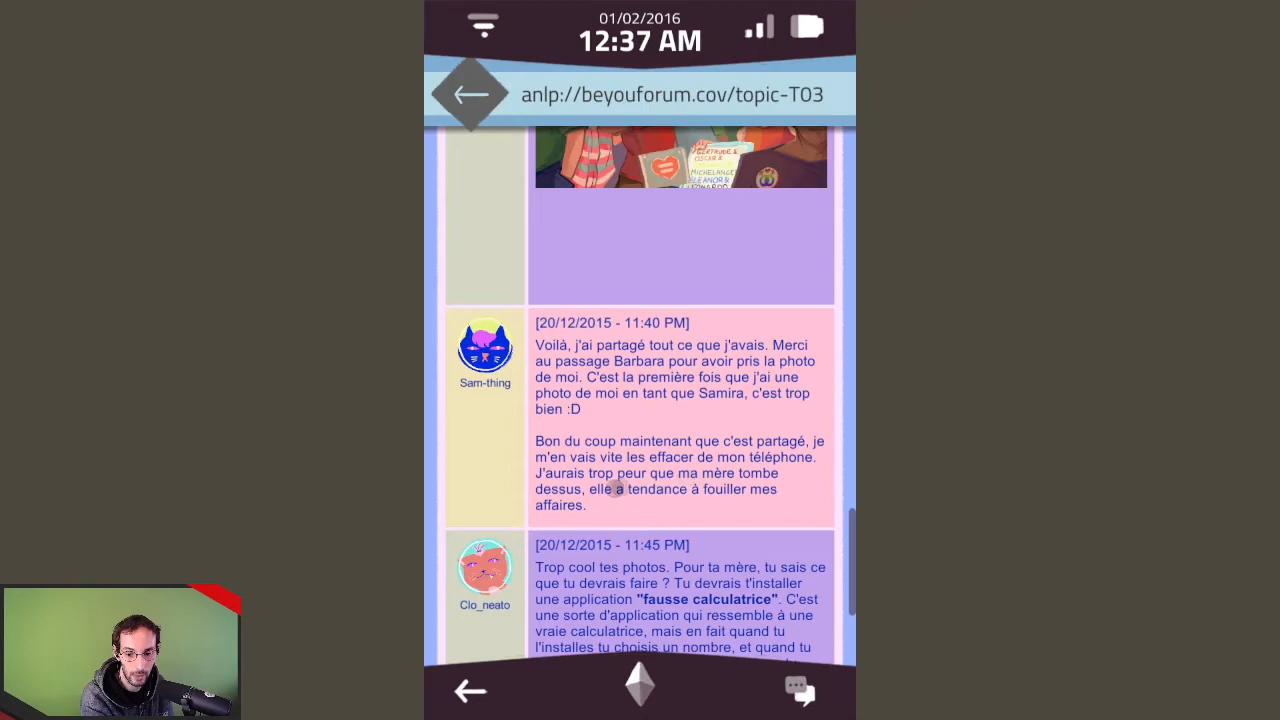 01/02/2016
12:37 AM
anlp://beyouforum.cov/topic-T03
GERTRUDE &
OSCAR &
MICHELANGE
ELEANOR &
LEONARDO
[20/12/2015 - 11:40 PM]
Voilà, j'ai partagé tout ce que j'avais. Merci
au passage Barbara pour avoir pris la photo
de moi. C'est la première fois que j'ai une
photo de moi en tant que Samira, c'est trop
bien :D
Sam-thing
Bon du coup maintenant que c'est partagé, je
m'en vais vite les effacer de mon téléphone.
J'aurais trop peur que ma mère tombe
dessus, elle a tendance à fouiller mes
affaires.
[20/12/2015 - 11:45 PM]
Trop cool tes photos. Pour ta mère, tu sais ce
que tu devrais faire ? Tu devrais t'installer
une application "fausse calculatrice". C'est
une sorte d'application qui ressemble à une
vraie calculatrice, mais en fait quand tu
l'installes tu choisis un nombre, et quand tu
Clo_neato